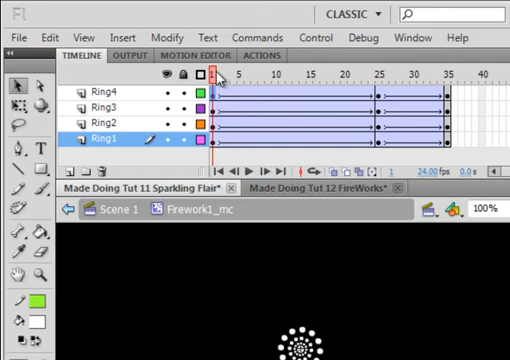 Fl CLASSIC
File Edit View Insert Modify Text Commands Control Debug Window Help
TIMELINE OUTPUT MOTION EDITOR ACTIONS
1 5 10 15 20 25 30 35 40
Ring4
Ring3
Ring2
Ring1
1 24.00 fps 0.0 s
Made Doing Tut 11 Sparkling Flair* Made Doing Tut 12 FireWorks*
Scene 1 Firework1_mc 100%